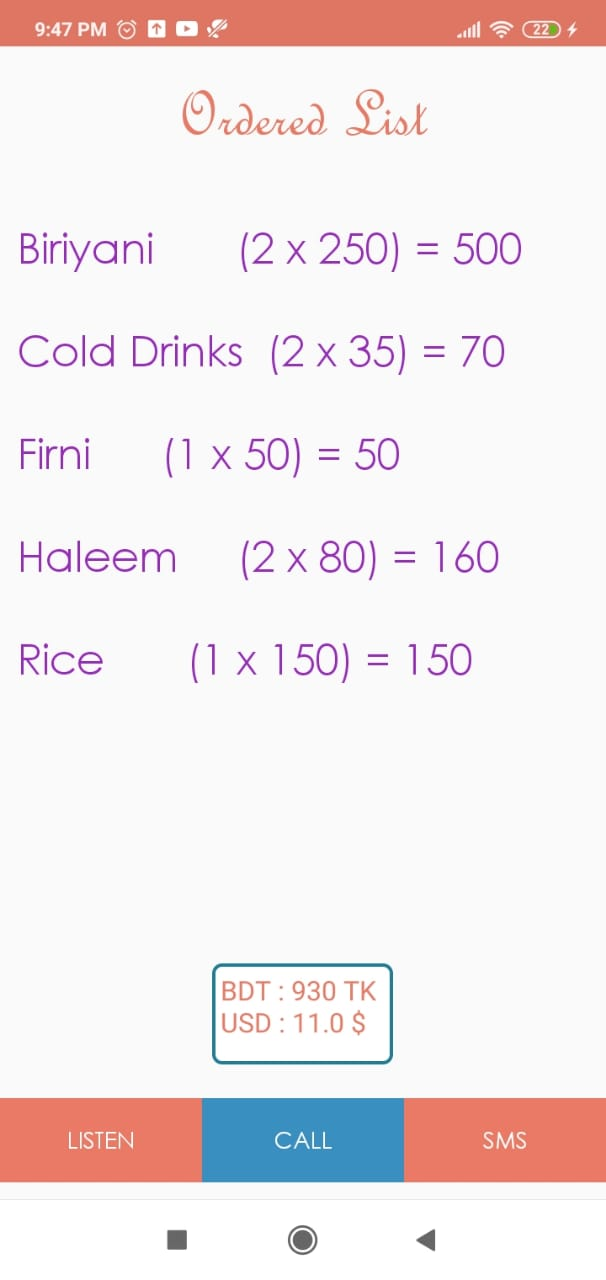 9:47 PM 22
Ordered List
Biriyani (2 x 250) = 500
Cold Drinks (2 x 35) = 70
Firni (1 x 50) = 50
Haleem (2 x 80) = 160
Rice (1 x 150) = 150
BDT : 930 TK
USD : 11.0 $
LISTEN CALL SMS